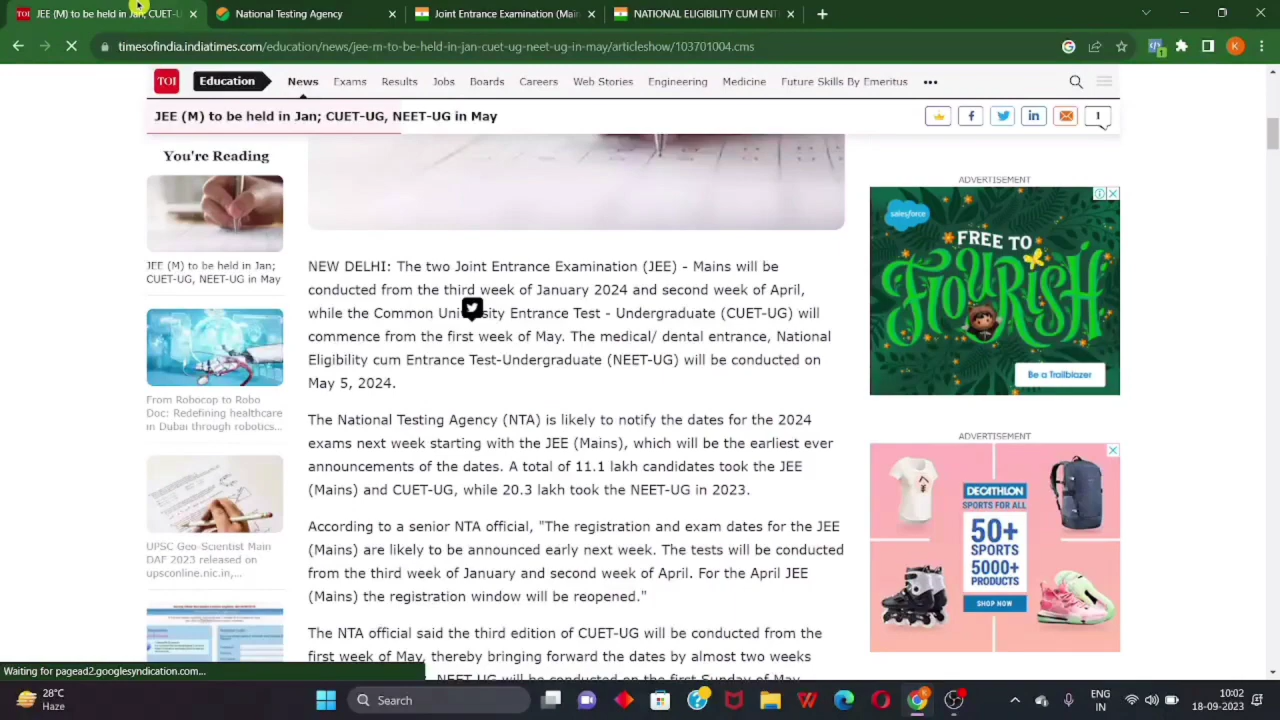 JEE (M) to be held in Jan; CUET-U
National Testing Agency
Joint Entrance Examination (Main
NATIONAL ELIGIBILITY CUM ENT
timesofindia.indiatimes.com/education/news/jee-m-to-be-held-in-jan-cuet-ug-neet-ug-in-may/articleshow/103701004.cms
K
TOI Education News Exams Results Jobs Boards Careers Web Stories Engineering Medicine Future Skills By Emeritus
JEE (M) to be held in Jan; CUET-UG, NEET-UG in May
1
You're Reading
JEE (M) to be held in Jan;
CUET-UG, NEET-UG in May
From Robocop to Robo
Doc: Redefining healthcare
in Dubai through robotics...
UPSC Geo-Scientist Main
DAF 2023 released on
upsconline.nic.in,...
NEW DELHI: The two Joint Entrance Examination (JEE) - Mains will be
conducted from the third week of January 2024 and second week of April,
while the Common University Entrance Test - Undergraduate (CUET-UG) will
commence from the first week of May. The medical/ dental entrance, National
Eligibility cum Entrance Test-Undergraduate (NEET-UG) will be conducted on
May 5, 2024.
The National Testing Agency (NTA) is likely to notify the dates for the 2024
exams next week starting with the JEE (Mains), which will be the earliest ever
announcements of the dates. A total of 11.1 lakh candidates took the JEE
(Mains) and CUET-UG, while 20.3 lakh took the NEET-UG in 2023.
According to a senior NTA official, "The registration and exam dates for the JEE
(Mains) are likely to be announced early next week. The tests will be conducted
from the third week of January and second week of April. For the April JEE
(Mains) the registration window will be reopened."
The NTA official said the third edition of CUET-UG will be conducted from the
first week of May, thereby bringing forward the dates by almost two weeks
NEET-UG will be conducted on the first Sunday of May.
ADVERTISEMENT
salesforce
FREE TO
FLOURISH
Be a Trailblazer
ADVERTISEMENT
DECATHLON
SPORTS FOR ALL
50+
SPORTS
5000+
PRODUCTS
SHOP NOW
Waiting for pagead2.googlesyndication.com...
28°C
Haze
Search
ENG
IN
10:02
18-09-2023